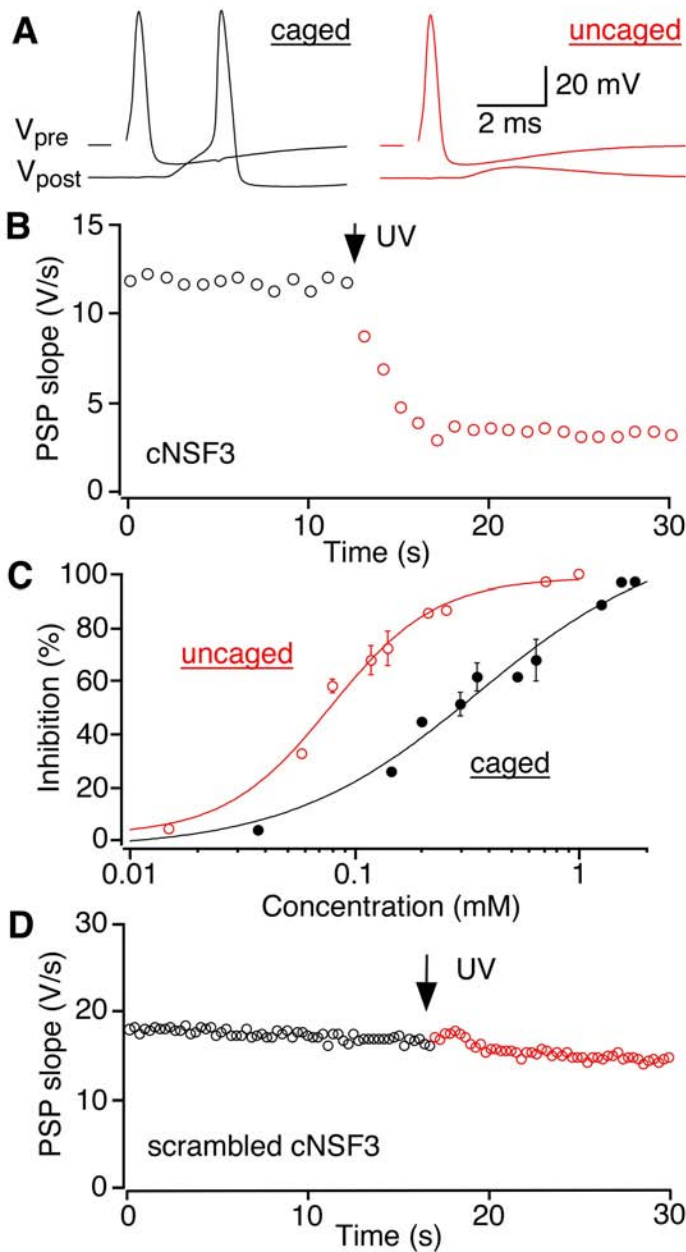 A
caged
uncaged
20 mV
2 ms
Vpre
Vpost
B
UV
15
10
5
0
PSP slope (V/s)
cNSF3
0 10 20 30
Time (s)
C
100
80
60
40
20
0
Inhibition (%)
uncaged
caged
0.01 0.1 1
Concentration (mM)
D
UV
30
20
10
0
PSP slope (V/s)
scrambled cNSF3
0 10 20 30
Time (s)